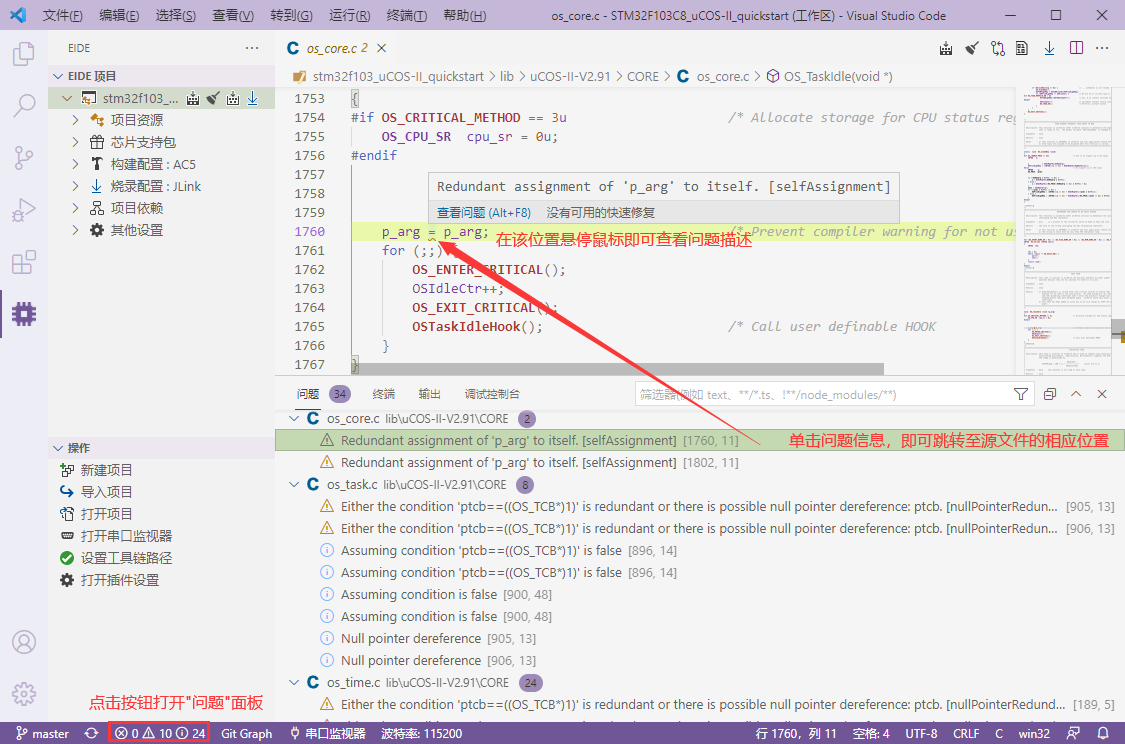 文件(F) 编辑(E) 选择(S) 查看(V) 转到(G) 运行(R) 终端(T) 帮助(H) os_core.c - STM32F103C8_uCOS-II_quickstart (工作区) - Visual Studio Code
EIDE ···
EIDE 项目
stm32f103_...
项目资源
芯片支持包
构建配置 : AC5
烧录配置 : JLink
项目依赖
其他设置
操作
新建项目
导入项目
打开项目
打开串口监视器
设置工具链路径
打开插件设置
点击按钮打开"问题"面板
C os_core.c 2 ×
stm32f103_uCOS-II_quickstart > lib > uCOS-II-V2.91 > CORE > C os_core.c > OS_TaskIdle(void *)
1753 {
1754 #if OS_CRITICAL_METHOD == 3u /* Allocate storage for CPU status reg
1755 OS_CPU_SR cpu_sr = 0u;
1756 #endif
1757
1758
1759
Redundant assignment of 'p_arg' to itself. [selfAssignment]
查看问题 (Alt+F8) 没有可用的快速修复
1760 p_arg = p_arg; /* Prevent compiler warning for not us
在该位置悬停鼠标即可查看问题描述
1761 for (;;) {
1762 OS_ENTER_CRITICAL();
1763 OSIdleCtr++;
1764 OS_EXIT_CRITICAL();
1765 OSTaskIdleHook(); /* Call user definable HOOK
1766 }
1767 }
问题 34 终端 输出 调试控制台 筛选器(例如 text、**/*.ts、!**/node_modules/**)
C os_core.c lib\uCOS-II-V2.91\CORE 2
Redundant assignment of 'p_arg' to itself. [selfAssignment] [1760, 11]
单击问题信息，即可跳转至源文件的相应位置
Redundant assignment of 'p_arg' to itself. [selfAssignment] [1802, 11]
C os_task.c lib\uCOS-II-V2.91\CORE 8
Either the condition 'ptcb==((OS_TCB*)1)' is redundant or there is possible null pointer dereference: ptcb. [nullPointerRedun... [905, 13]
Either the condition 'ptcb==((OS_TCB*)1)' is redundant or there is possible null pointer dereference: ptcb. [nullPointerRedun... [906, 13]
Assuming condition 'ptcb==((OS_TCB*)1)' is false [896, 14]
Assuming condition 'ptcb==((OS_TCB*)1)' is false [896, 14]
Assuming condition is false [900, 48]
Assuming condition is false [900, 48]
Null pointer dereference [905, 13]
Null pointer dereference [906, 13]
C os_time.c lib\uCOS-II-V2.91\CORE 24
Either the condition 'ptcb==((OS_TCB*)1)' is redundant or there is possible null pointer dereference: ptcb. [nullPointerRedund... [189, 5]
master 0 10 24 Git Graph 串口监视器 波特率: 115200 行 1760，列 11 空格: 4 UTF-8 CRLF C win32